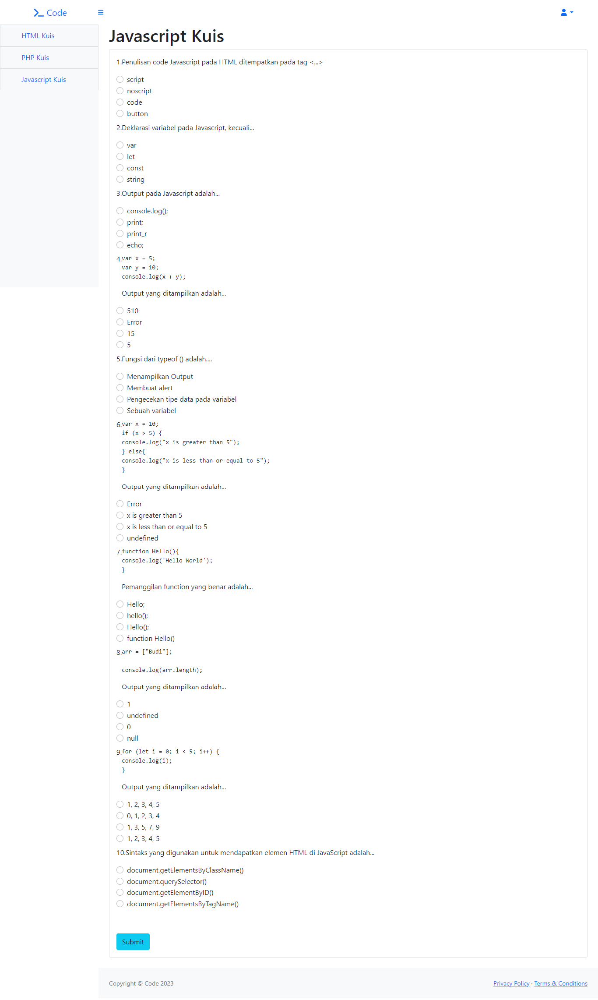 Code
HTML Kuis
PHP Kuis
Javascript Kuis
Javascript Kuis
1.Penulisan code Javascript pada HTML ditempatkan pada tag <...>
script
noscript
code
button
2.Deklarasi variabel pada Javascript, kecuali...
var
let
const
string
3.Output pada Javascript adalah...
console.log();
print;
print_r
echo;
4.var x = 5;
var y = 10;
console.log(x + y);
Output yang ditampilkan adalah...
510
Error
15
5
5.Fungsi dari typeof () adalah....
Menampilkan Output
Membuat alert
Pengecekan tipe data pada variabel
Sebuah variabel
6.var x = 10;
if (x > 5) {
console.log("x is greater than 5");
} else{
console.log("x is less than or equal to 5");
}
Output yang ditampilkan adalah...
Error
x is greater than 5
x is less than or equal to 5
undefined
7.function Hello(){
console.log('Hello World');
}
Pemanggilan function yang benar adalah...
Hello;
hello();
Hello();
function Hello()
8.arr = ["Budi"];
console.log(arr.length);
Output yang ditampilkan adalah...
1
undefined
0
null
9.for (let i = 0; i < 5; i++) {
console.log(i);
}
Output yang ditampilkan adalah...
1, 2, 3, 4, 5
0, 1, 2, 3, 4
1, 3, 5, 7, 9
1, 2, 3, 4, 5
10.Sintaks yang digunakan untuk mendapatkan elemen HTML di JavaScript adalah...
document.getElementsByClassName()
document.querySelector()
document.getElementByID()
document.getElementsByTagName()
Submit
Copyright © Code 2023
Privacy Policy · Terms & Conditions